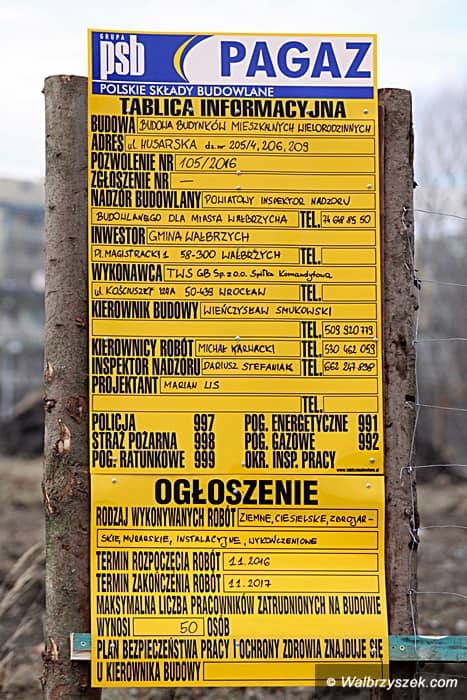 GRUPA
psb PAGAZ
POLSKIE SKŁADY BUDOWLANE
TABLICA INFORMACYJNA
BUDOWA BUDOWA BUDYNKÓW MIESZKALNYCH WIELORODZINNYCH
ADRES ul. HUSARSKA dz.nr 205/4, 206, 209
POZWOLENIE NR 105/2016
ZGŁOSZENIE NR —
NADZÓR BUDOWLANY POWIATOWY INSPEKTOR NADZORU
BUDOWLANEGO DLA MIASTA WAŁBRZYCHA TEL. 74 648 85 50
INWESTOR GMINA WAŁBRZYCH
Pl. MAGISTRACKI 1 58-300 WAŁBRZYCH TEL.
WYKONAWCA TWS GB Sp. z o.o. Spółka Komandytowa
ul. KOŚCIUSZKI 120A 50-439 WROCŁAW TEL.
KIEROWNIK BUDOWY WIEŃCZYSŁAW SMUKOWSKI
TEL. 509 920 779
KIEROWNICY ROBÓT MICHAŁ KARWACKI TEL. 530 462 059
INSPEKTOR NADZORU DARIUSZ STEFANIAK TEL. 662 247 898
PROJEKTANT MARIAN LIS
TEL.
POLICJA 997 POG. ENERGETYCZNE 991
STRAŻ POŻARNA 998 POG. GAZOWE 992
POG. RATUNKOWE 999 OKR. INSP. PRACY
OGŁOSZENIE
RODZAJ WYKONYWANYCH ROBÓT ZIEMNE, CIESIELSKE, ZBROJAR-
SKIE, MURARSKIE, INSTALACYJNE, WYKOŃCZENIOWE
TERMIN ROZPOCZĘCIA ROBÓT 11.2016
TERMIN ZAKOŃCZENIA ROBÓT 11.2017
MAKSYMALNA LICZBA PRACOWNIKÓW ZATRUDNIONYCH NA BUDOWIE
WYNOSI 50 OSÓB
PLAN BEZPIECZEŃSTWA PRACY I OCHRONY ZDROWIA ZNAJDUJE SIĘ
U KIEROWNIKA BUDOWY
© Walbrzyszek.com